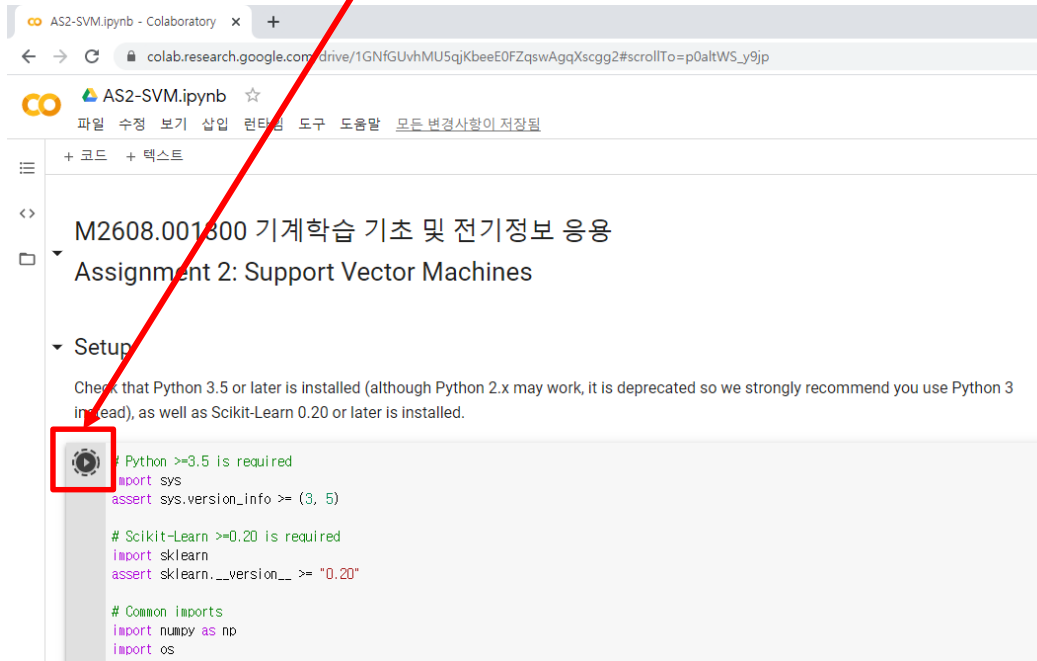 AS2-SVM.ipynb - Colaboratory
colab.research.google.com/drive/1GNfGUvhMU5qjKbeeE0FZqswAgqXscgg2#scrollTo=p0altWS_y9jp
AS2-SVM.ipynb
파일 수정 보기 삽입 런타임 도구 도움말 모든 변경사항이 저장됨
+ 코드 + 텍스트
M2608.001300 기계학습 기초 및 전기정보 응용
Assignment 2: Support Vector Machines
Setup
Check that Python 3.5 or later is installed (although Python 2.x may work, it is deprecated so we strongly recommend you use Python 3
instead), as well as Scikit-Learn 0.20 or later is installed.
# Python >=3.5 is required
import sys
assert sys.version_info >= (3, 5)
# Scikit-Learn >=0.20 is required
import sklearn
assert sklearn.__version__ >= "0.20"
# Common imports
import numpy as np
import os